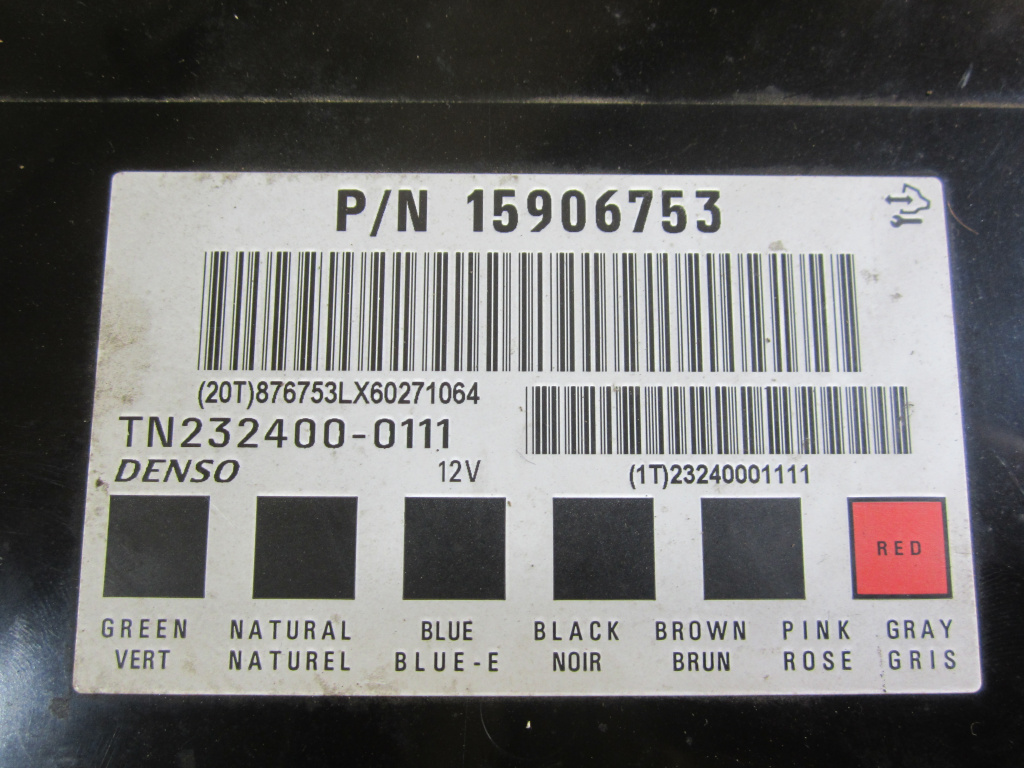 P/N 15906753
(20T)876753LX60271064
TN232400-0111
DENSO 12V (1T)23240001111
RED
GREEN NATURAL BLUE BLACK BROWN PINK GRAY
VERT NATUREL BLUE-E NOIR BRUN ROSE GRIS